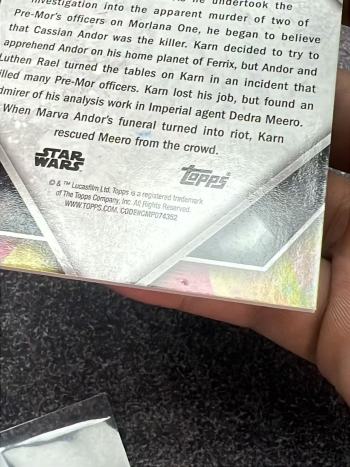 he undertook the
investigation into the apparent murder of two of
Pre-Mor's officers on Morlana One, he began to believe
that Cassian Andor was the killer. Karn decided to try to
apprehend Andor on his home planet of Ferrix, but Andor and
Luthen Rael turned the tables on Karn in an incident that
killed many Pre-Mor officers. Karn lost his job, but found an
admirer of his analysis work in Imperial agent Dedra Meero.
When Marva Andor's funeral turned into riot, Karn
rescued Meero from the crowd.
STAR
WARS
topps
© & ™ Lucasfilm Ltd. Topps is a registered trademark
of The Topps Company, Inc. All Rights Reserved.
WWW.TOPPS.COM. CODE#CMP074352